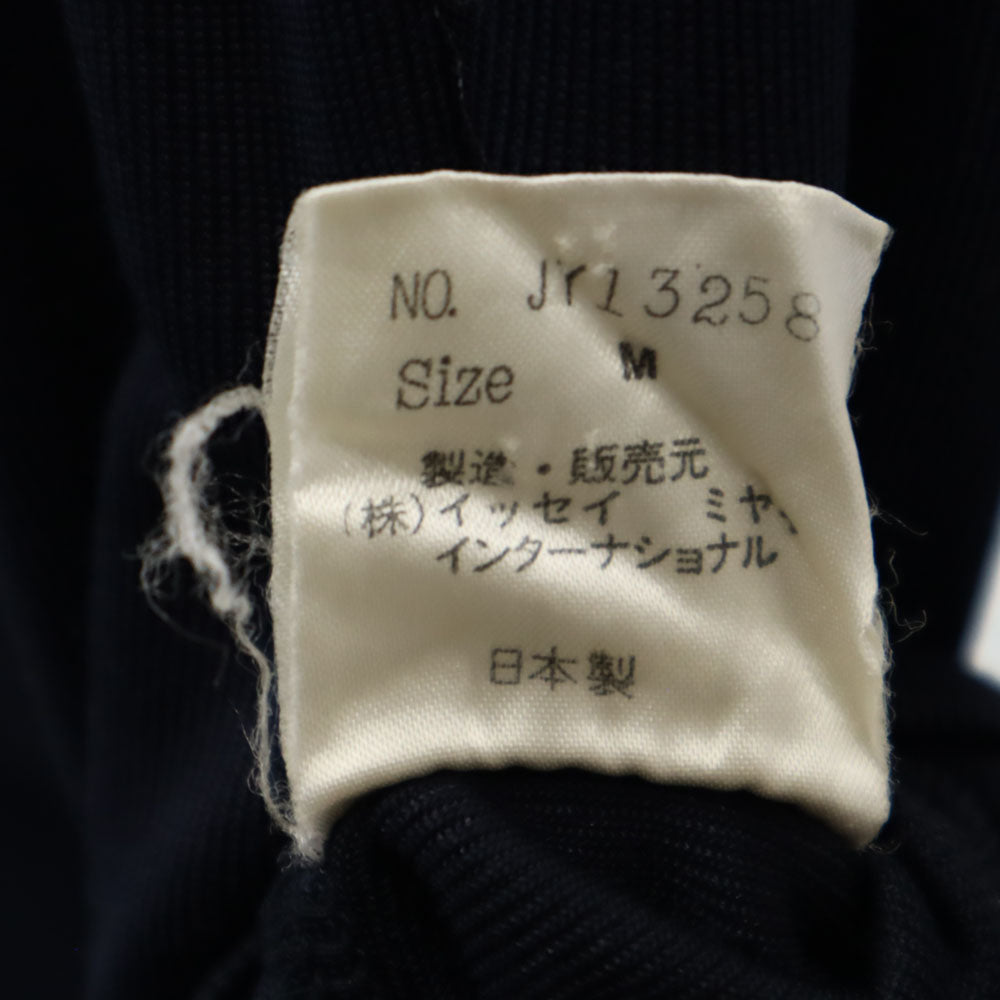 NO. JY13258
Size M
製造・販売元
(株)イッセイ ミヤ
インターナショナル
日本製